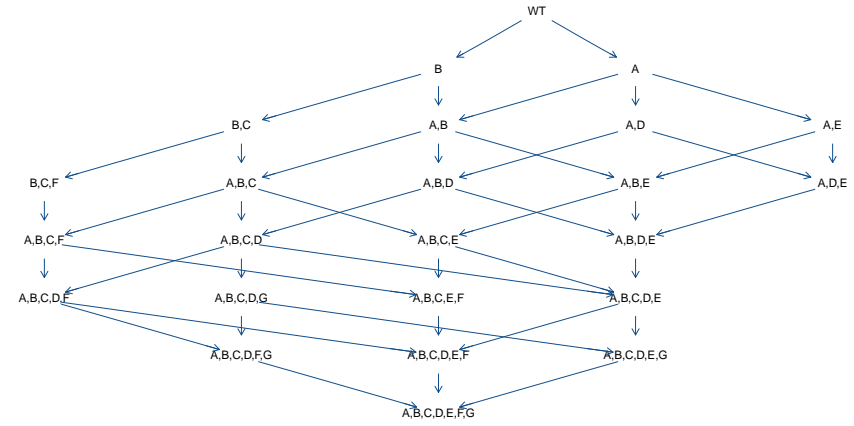 WT
B
A
B,C
A,B
A,D
A,E
B,C,F
A,B,C
A,B,D
A,B,E
A,D,E
A,B,C,F
A,B,C,D
A,B,C,E
A,B,D,E
A,B,C,D,F
A,B,C,D,G
A,B,C,E,F
A,B,C,D,E
A,B,C,D,F,G
A,B,C,D,E,F
A,B,C,D,E,G
A,B,C,D,E,F,G